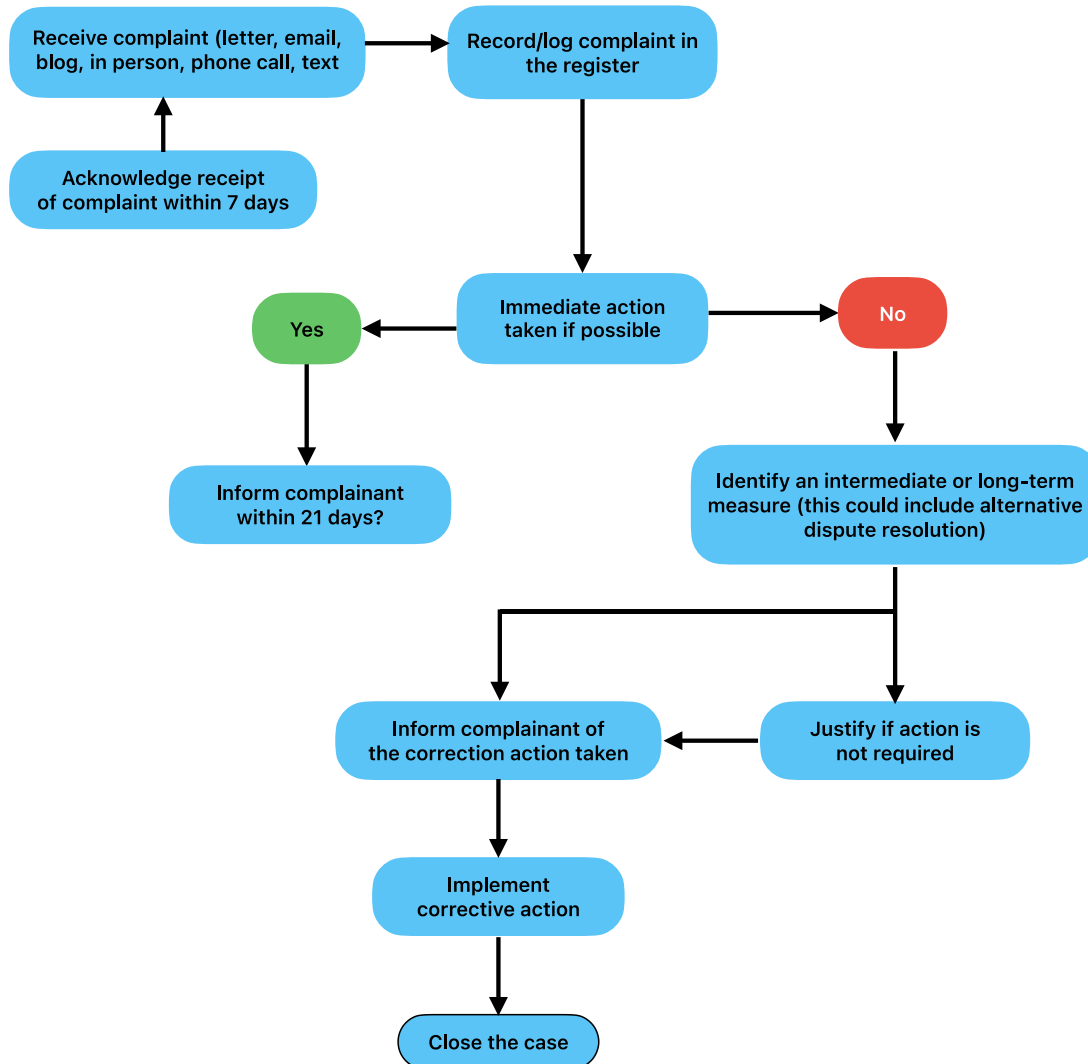 Receive complaint (letter, email,
blog, in person, phone call, text
Record/log complaint in
the register
Acknowledge receipt
of complaint within 7 days
Yes
Immediate action
taken if possible
No
Inform complainant
within 21 days?
Identify an intermediate or long-term
measure (this could include alternative
dispute resolution)
Inform complainant of
the correction action taken
Justify if action is
not required
Implement
corrective action
Close the case